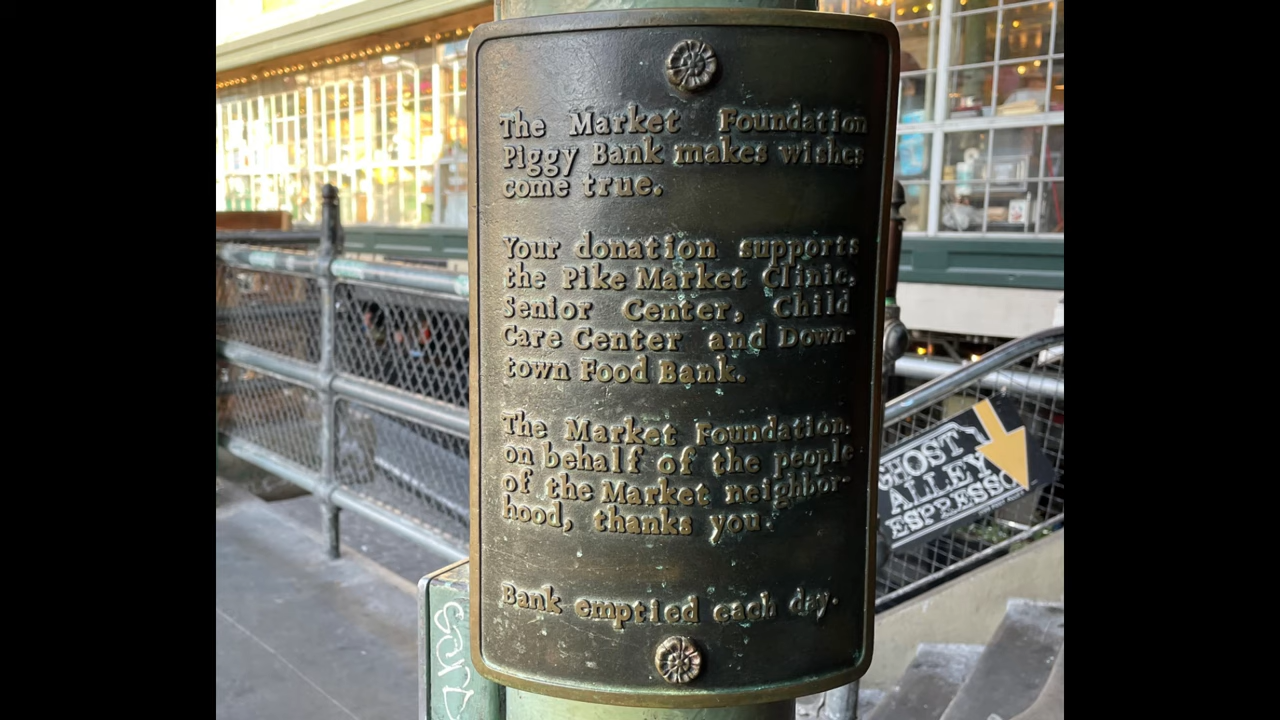 The Market Foundation
Piggy Bank makes wishes
come true.
Your donation supports
the Pike Market Clinic,
Senior Center, Child
Care Center and Down-
town Food Bank.
The Market Foundation,
on behalf of the people
of the Market neighbor-
hood, thanks you.
Bank emptied each day.
GHOST
ALLEY
ESPRESSO